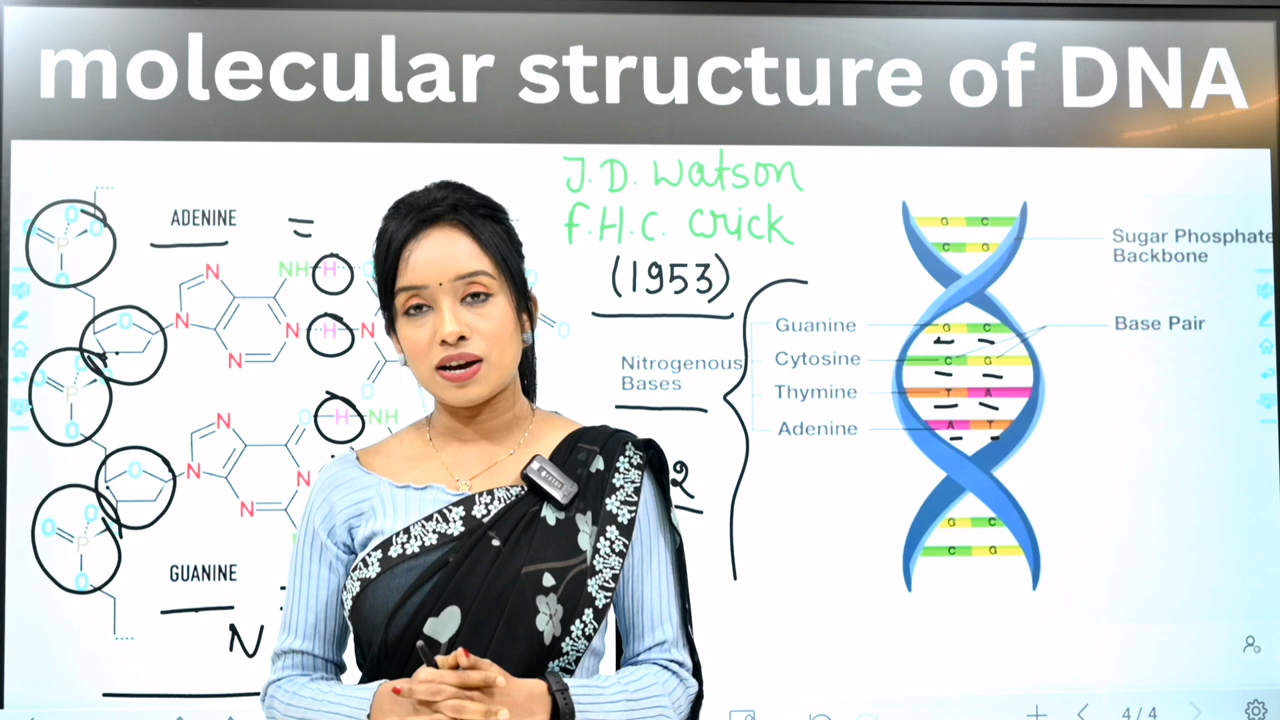 molecular structure of DNA
J.D. Watson
F.H.C. Crick
(1953)
ADENINE =
O
P
O
O
O
N
N
N
NH H
N H N
O
O
P
O
O
O
N
N
N
N
O H NH
O
P
O
O
GUANINE
N
Nitrogenous
Bases
2
Guanine
Cytosine
Thymine
Adenine
G C
C G
G C
C G
T A
A T
G C
C G
Sugar Phosphate
Backbone
Base Pair
4/4